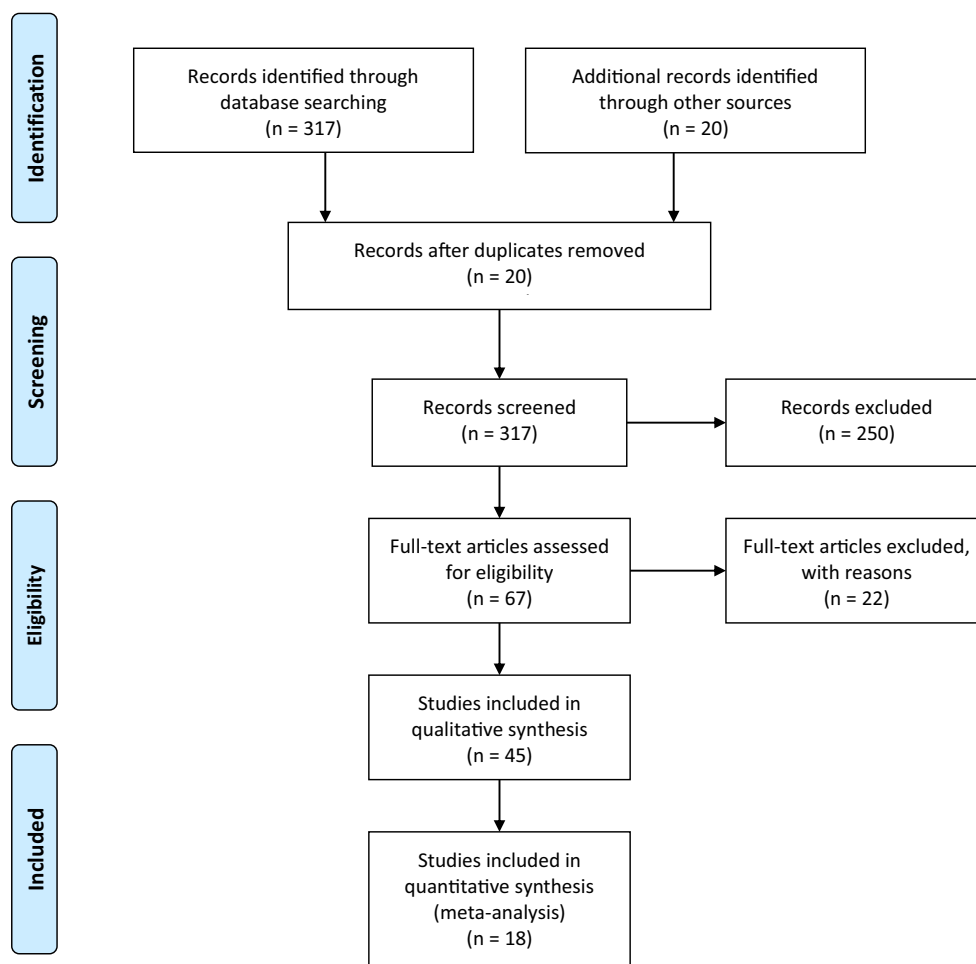 Identification
Records identified through
database searching
(n = 317)
Additional records identified
through other sources
(n = 20)
Records after duplicates removed
(n = 20)
Screening
Records screened
(n = 317)
Records excluded
(n = 250)
Eligibility
Full-text articles assessed
for eligibility
(n = 67)
Full-text articles excluded,
with reasons
(n = 22)
Studies included in
qualitative synthesis
(n = 45)
Included
Studies included in
quantitative synthesis
(meta-analysis)
(n = 18)